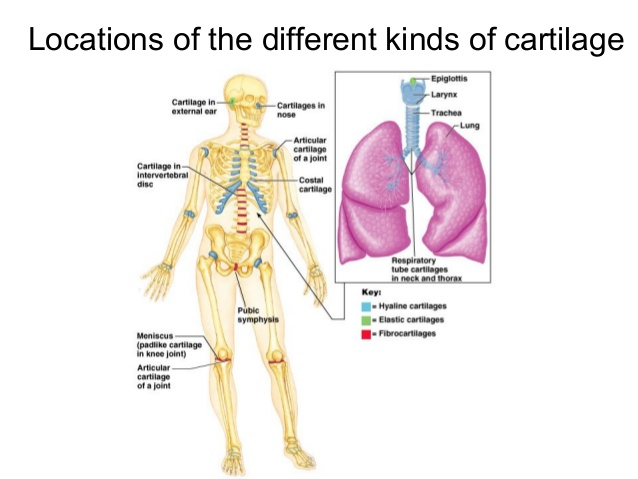 Locations of the different kinds of cartilage
Cartilage in
external ear
Cartilages in
nose
Articular
cartilage
of a joint
Cartilage in
intervertebral
disc
Costal
cartilage
Pubic
symphysis
Meniscus
(padlike cartilage
in knee joint)
Articular
cartilage
of a joint
Epiglottis
Larynx
Trachea
Lung
Respiratory
tube cartilages
in neck and thorax
Key:
= Hyaline cartilages
= Elastic cartilages
= Fibrocartilages